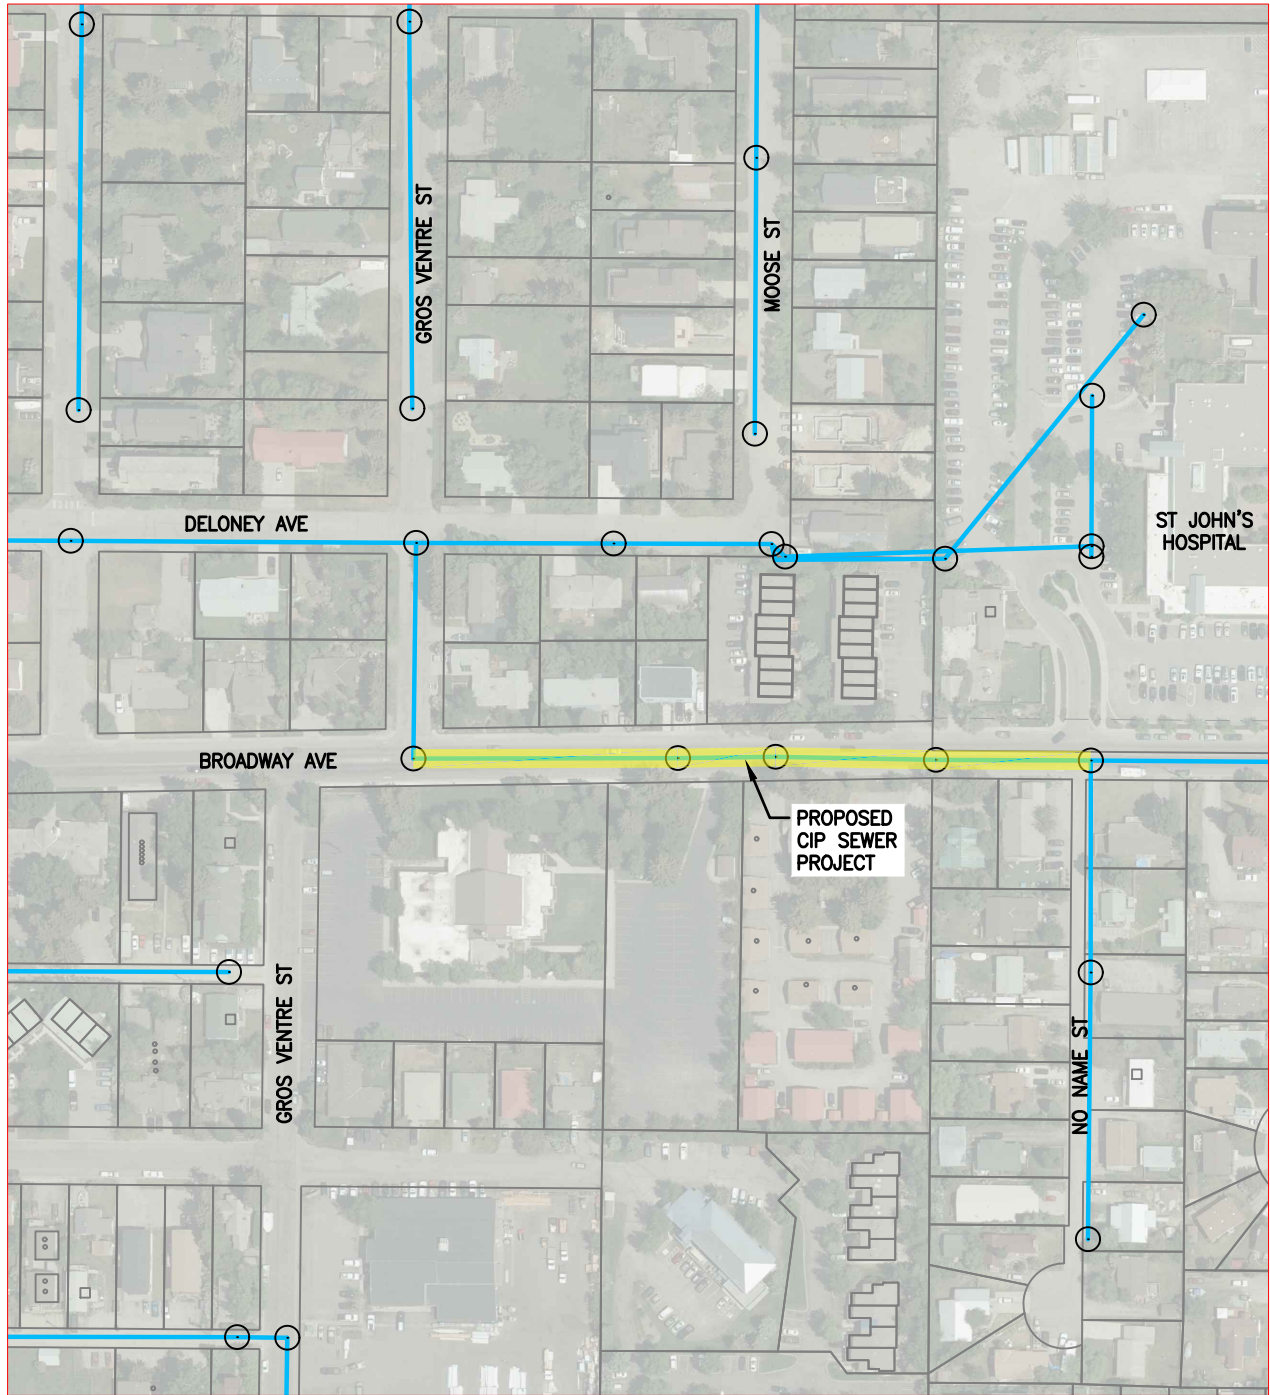 GROS VENTRE ST
MOOSE ST
DELONEY AVE
ST JOHN'S
HOSPITAL
BROADWAY AVE
PROPOSED
CIP SEWER
PROJECT
GROS VENTRE ST
NO NAME ST